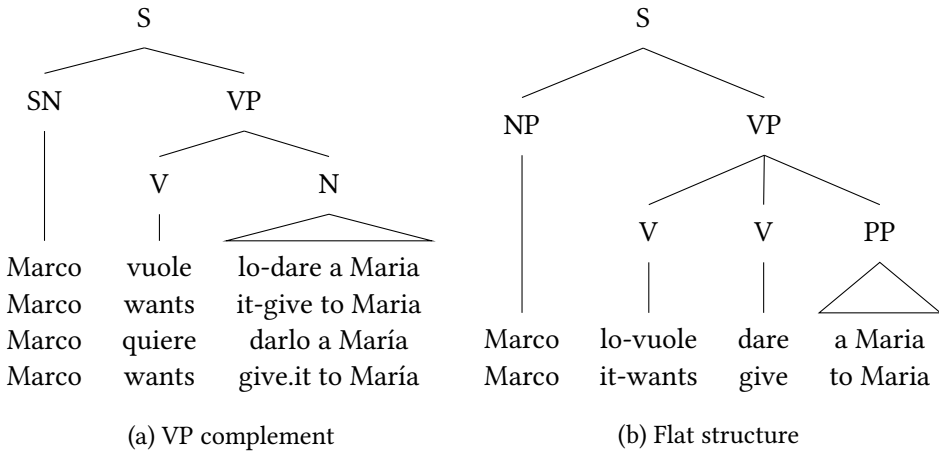 S
SN VP
V N
Marco vuole lo-dare a Maria
Marco wants it-give to Maria
Marco quiere darlo a María
Marco wants give.it to María
(a) VP complement
S
NP VP
V V PP
Marco lo-vuole dare a Maria
Marco it-wants give to Maria
(b) Flat structure